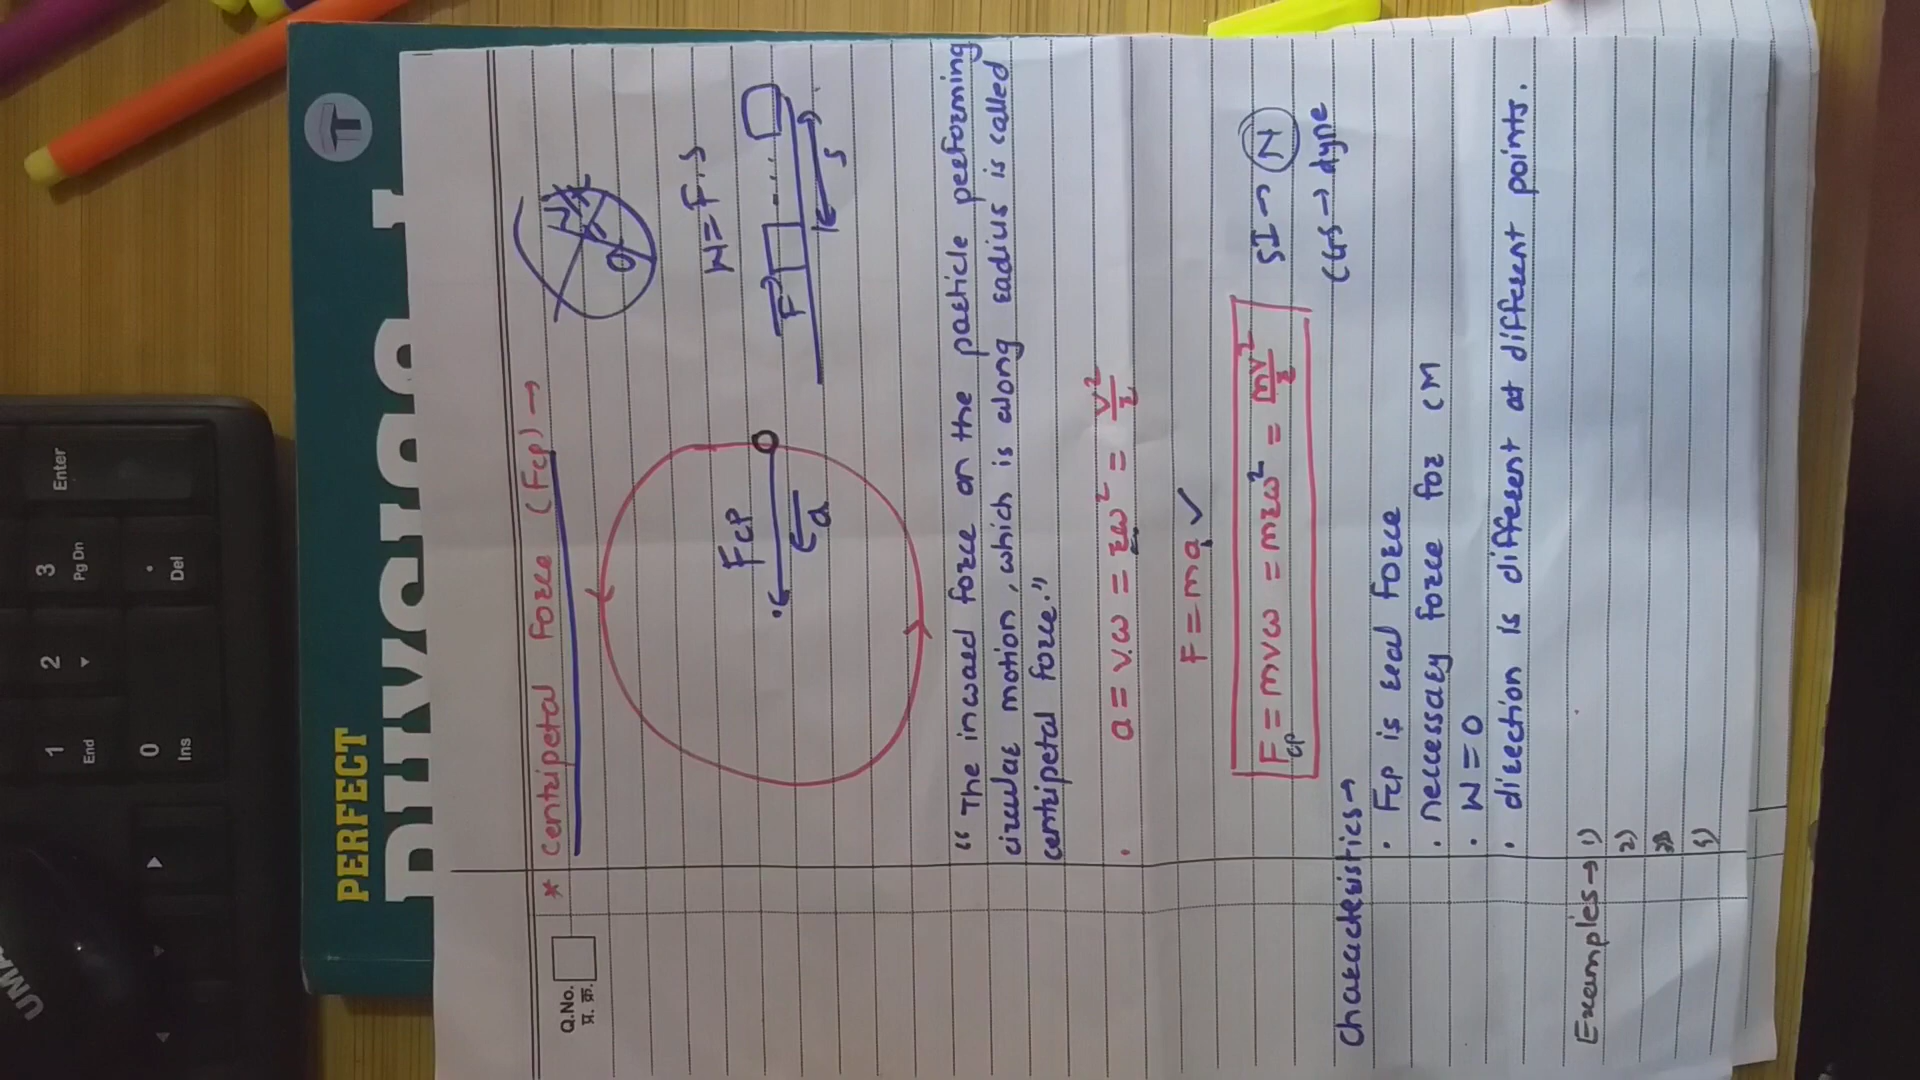 PERFECT
Q.No.
प्र. क्र.
* Centripetal force (Fcp) →
W = F.s
F
s
Fcp
a
"The inward force on the particle performing
circular motion, which is along radius is called
centripetal force."
. a = v.ω = rω² = v²/r
F = ma ✓
Fcp = mvω = mrω² = mv²/r
SI → N
CGS → dyne
Characteristics →
• Fcp is real force
• necessary force for CM
• W = 0
• direction is different at different points.
Examples → 1)
2)
3)
4)
Enter
3
Pg Dn
.
Del
2
1
End
0
Ins